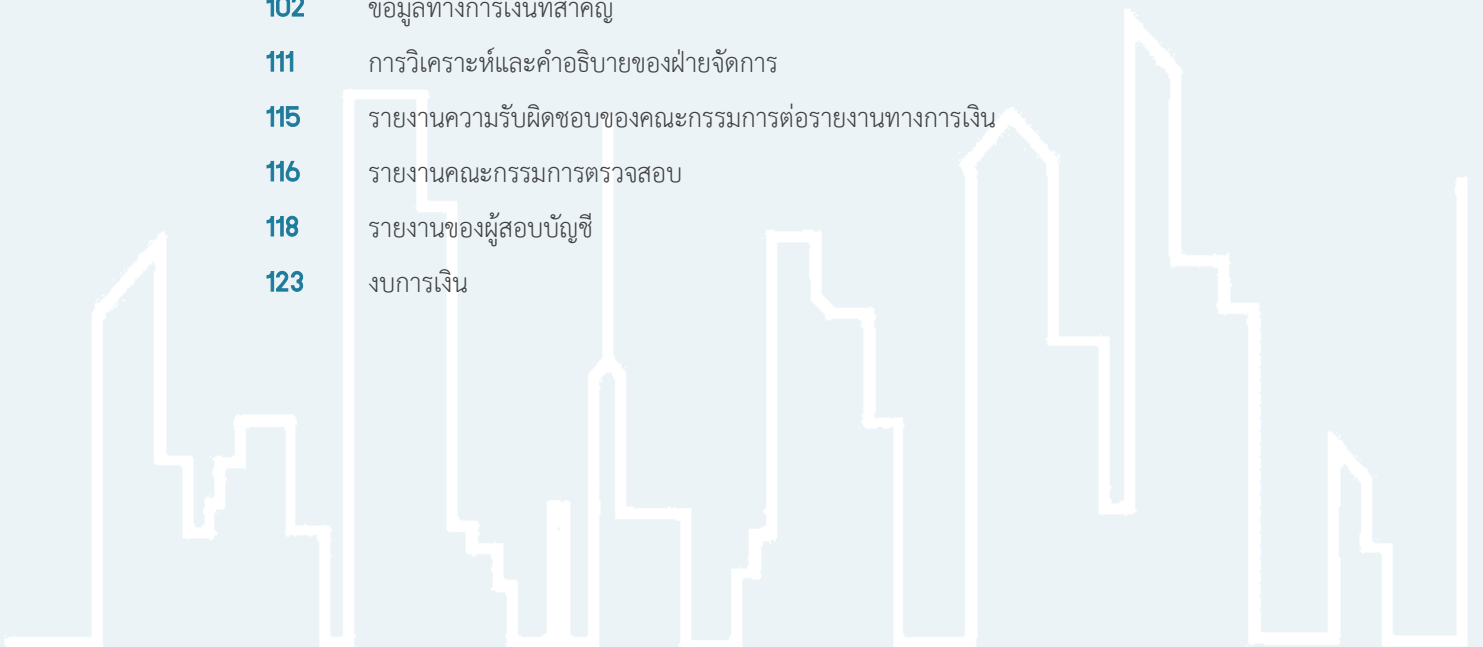 102 ข้อมูลทางการเงินที่สำคัญ
111 การวิเคราะห์และคำอธิบายของฝ่ายจัดการ
115 รายงานความรับผิดชอบของคณะกรรมการต่อรายงานทางการเงิน
116 รายงานคณะกรรมการตรวจสอบ
118 รายงานของผู้สอบบัญชี
123 งบการเงิน